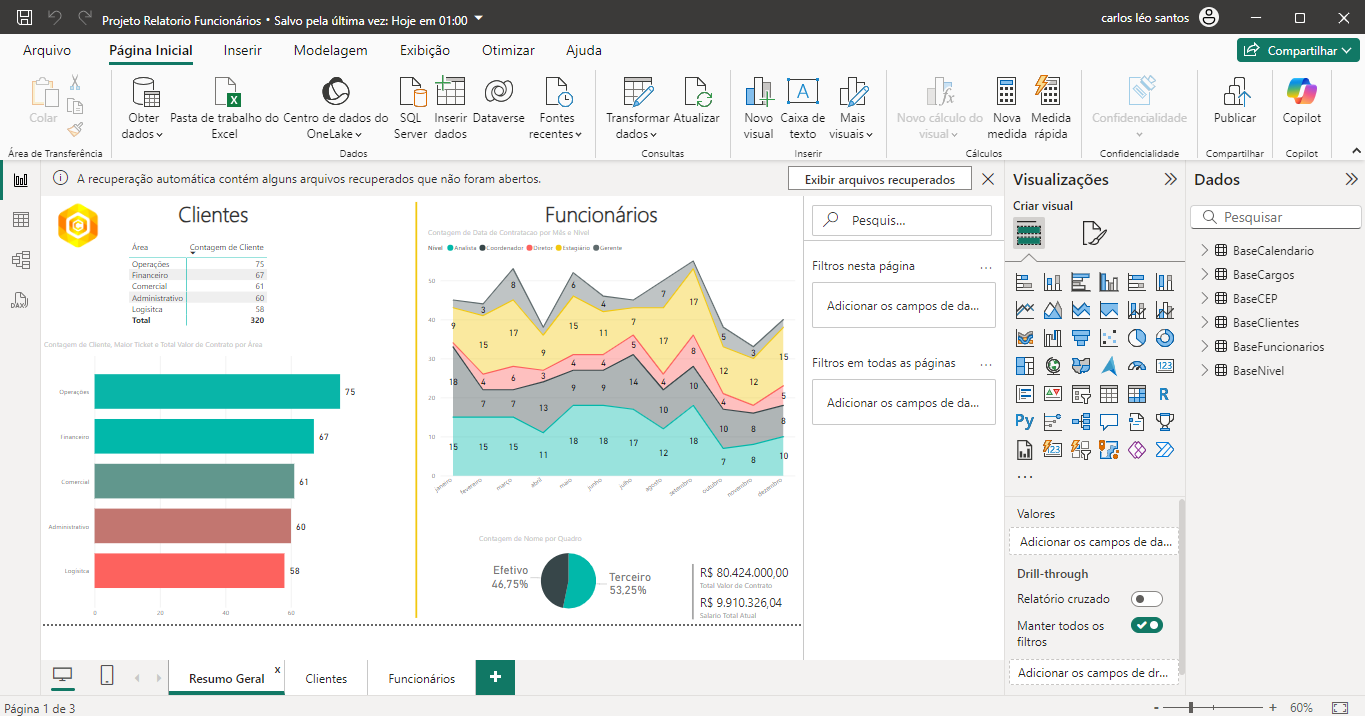 Projeto Relatorio Funcionários • Salvo pela última vez: Hoje em 01:00
carlos léo santos
Arquivo
Página Inicial
Inserir
Modelagem
Exibição
Otimizar
Ajuda
Compartilhar
Colar
Obter dados
Pasta de trabalho do Excel
Centro de dados do OneLake
SQL Server
Inserir dados
Dataverse
Fontes recentes
Transformar dados
Atualizar
Novo visual
Caixa de texto
Mais visuais
Novo cálculo do visual
Nova medida
Medida rápida
Confidencialidade
Publicar
Copilot
Área de Transferência
Dados
Consultas
Inserir
Cálculos
Confidencialidade
Compartilhar
Copilot
A recuperação automática contém alguns arquivos recuperados que não foram abertos.
Exibir arquivos recuperados
Clientes
Área Contagem de Cliente
Operações 75
Financeiro 67
Comercial 61
Administrativo 60
Logísitca 58
Total 320
Contagem de Cliente, Maior Ticket e Total Valor de Contrato por Área
Operações 75
Financeiro 67
Comercial 61
Administrativo 60
Logísitca 58
0 20 40 60
Funcionários
Contagem de Data de Contratacao por Mês e Nível
Nível Analista Coordenador Diretor Estagiário Gerente
50
40
30
20
10
0
8 6 4 7
3 17 5 3
9 15 17 9 15 11 7 17 12 12 15
4 6 3 4 4 5 4 8 4 5
18 7 7 13 9 9 14 10 10 10 8 8
15 15 15 11 18 18 17 12 18 7 8 10
janeiro fevereiro março abril maio junho julho agosto setembro outubro novembro dezembro
Contagem de Nome por Quadro
Efetivo
46,75%
Terceiro
53,25%
R$ 80.424.000,00
Total Valor de Contrato
R$ 9.910.326,04
Salario Total Atual
Pesquis...
Filtros nesta página ...
Adicionar os campos de da...
Filtros em todas as páginas ...
Adicionar os campos de da...
Visualizações
Criar visual
123
R
Py
123
...
Valores
Adicionar os campos de da...
Drill-through
Relatório cruzado
Manter todos os
filtros
Adicionar os campos de dr...
Dados
Pesquisar
BaseCalendario
BaseCargos
BaseCEP
BaseClientes
BaseFuncionarios
BaseNivel
DAX
Resumo Geral x
Clientes
Funcionários
+
Página 1 de 3
- + 60%